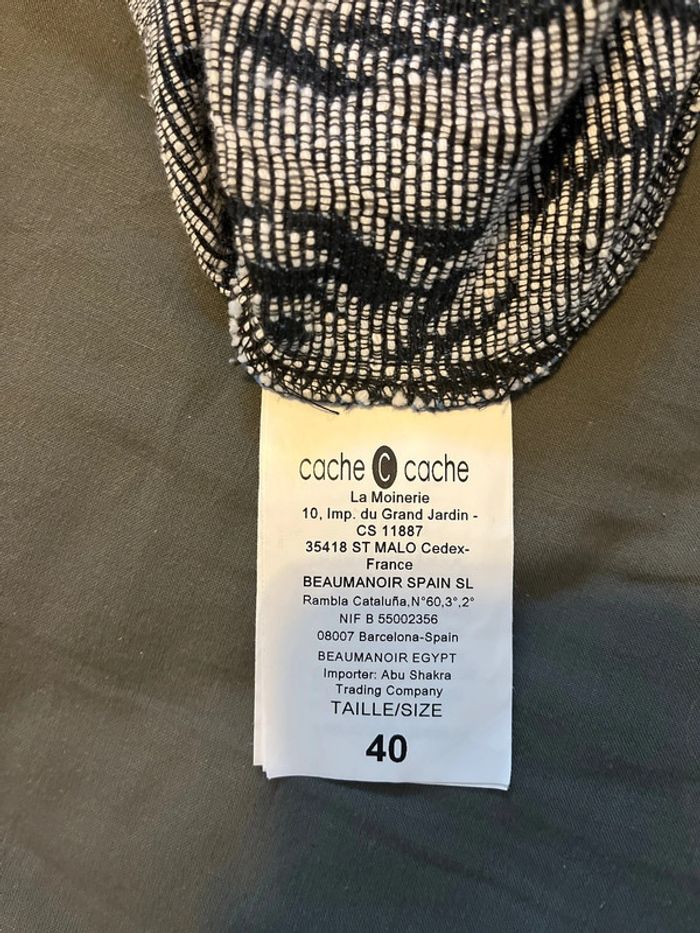 cache C cache
La Moinerie
10, Imp. du Grand Jardin -
CS 11887
35418 ST MALO Cedex-
France
BEAUMANOIR SPAIN SL
Rambla Cataluña,N°60,3°,2°
NIF B 55002356
08007 Barcelona-Spain
BEAUMANOIR EGYPT
Importer: Abu Shakra
Trading Company
TAILLE/SIZE
40